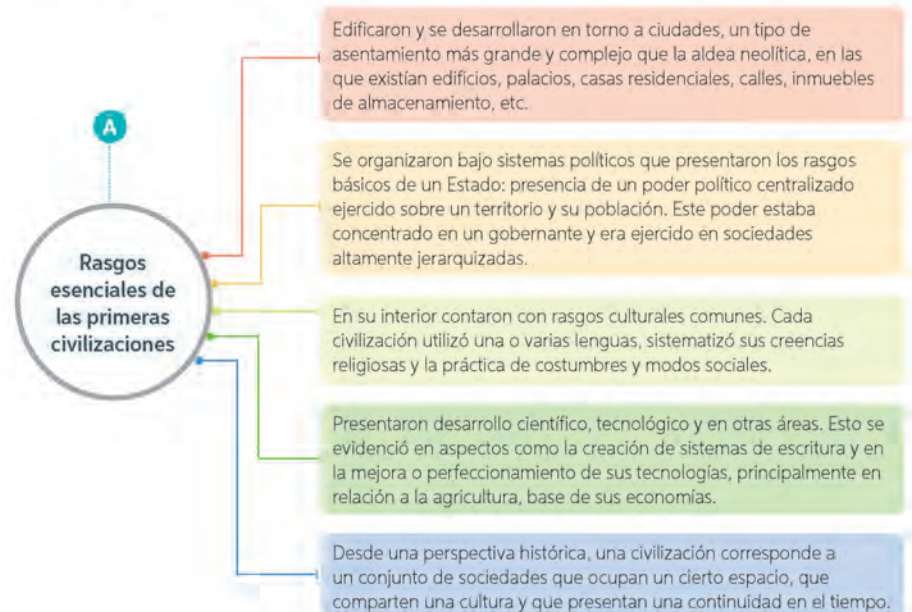 A
Rasgos
esenciales de
las primeras
civilizaciones
Edificaron y se desarrollaron en torno a ciudades, un tipo de
asentamiento más grande y complejo que la aldea neolítica, en las
que existían edificios, palacios, casas residenciales, calles, inmuebles
de almacenamiento, etc.
Se organizaron bajo sistemas políticos que presentaron los rasgos
básicos de un Estado: presencia de un poder político centralizado
ejercido sobre un territorio y su población. Este poder estaba
concentrado en un gobernante y era ejercido en sociedades
altamente jerarquizadas.
En su interior contaron con rasgos culturales comunes. Cada
civilización utilizó una o varias lenguas, sistematizó sus creencias
religiosas y la práctica de costumbres y modos sociales.
Presentaron desarrollo científico, tecnológico y en otras áreas. Esto se
evidenció en aspectos como la creación de sistemas de escritura y en
la mejora o perfeccionamiento de sus tecnologías, principalmente en
relación a la agricultura, base de sus economías.
Desde una perspectiva histórica, una civilización corresponde a
un conjunto de sociedades que ocupan un cierto espacio, que
comparten una cultura y que presentan una continuidad en el tiempo.